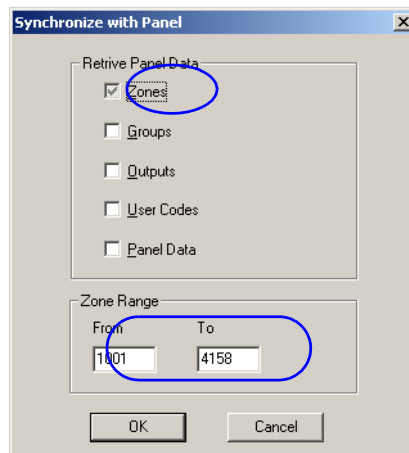 Synchronize with Panel
Retrive Panel Data
Zones
Groups
Outputs
User Codes
Panel Data
Zone Range
From To
1001 4158
OK Cancel